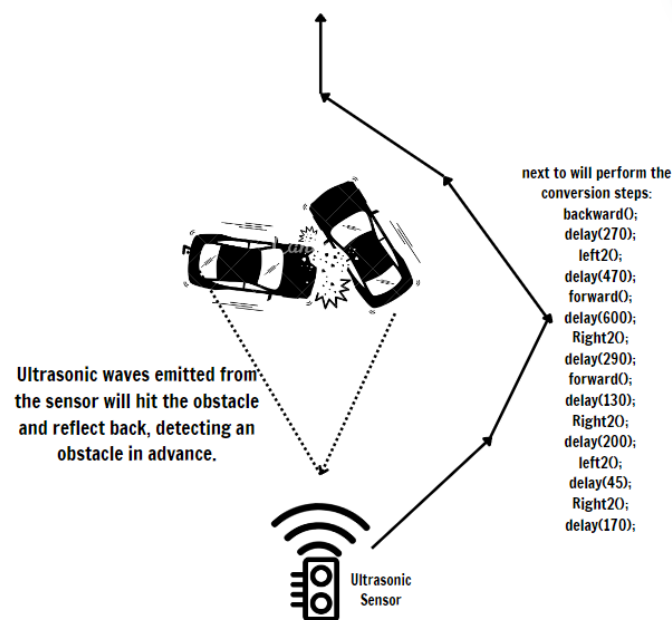 next to will perform the
conversion steps:
backward();
delay(270);
left2();
delay(470);
forward();
delay(600);
Right2();
delay(290);
forward();
delay(130);
Right2();
delay(200);
left2();
delay(45);
Right2();
delay(170);
Ultrasonic waves emitted from
the sensor will hit the obstacle
and reflect back, detecting an
obstacle in advance.
Ultrasonic
Sensor